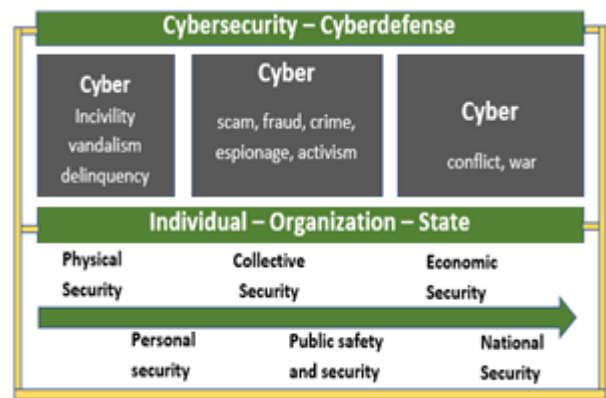 Cybersecurity – Cyberdefense
Cyber
Incivility
vandalism
delinquency
Cyber
scam, fraud, crime,
espionage, activism
Cyber
conflict, war
Individual – Organization – State
Physical
Security
Collective
Security
Economic
Security
Personal
security
Public safety
and security
National
Security